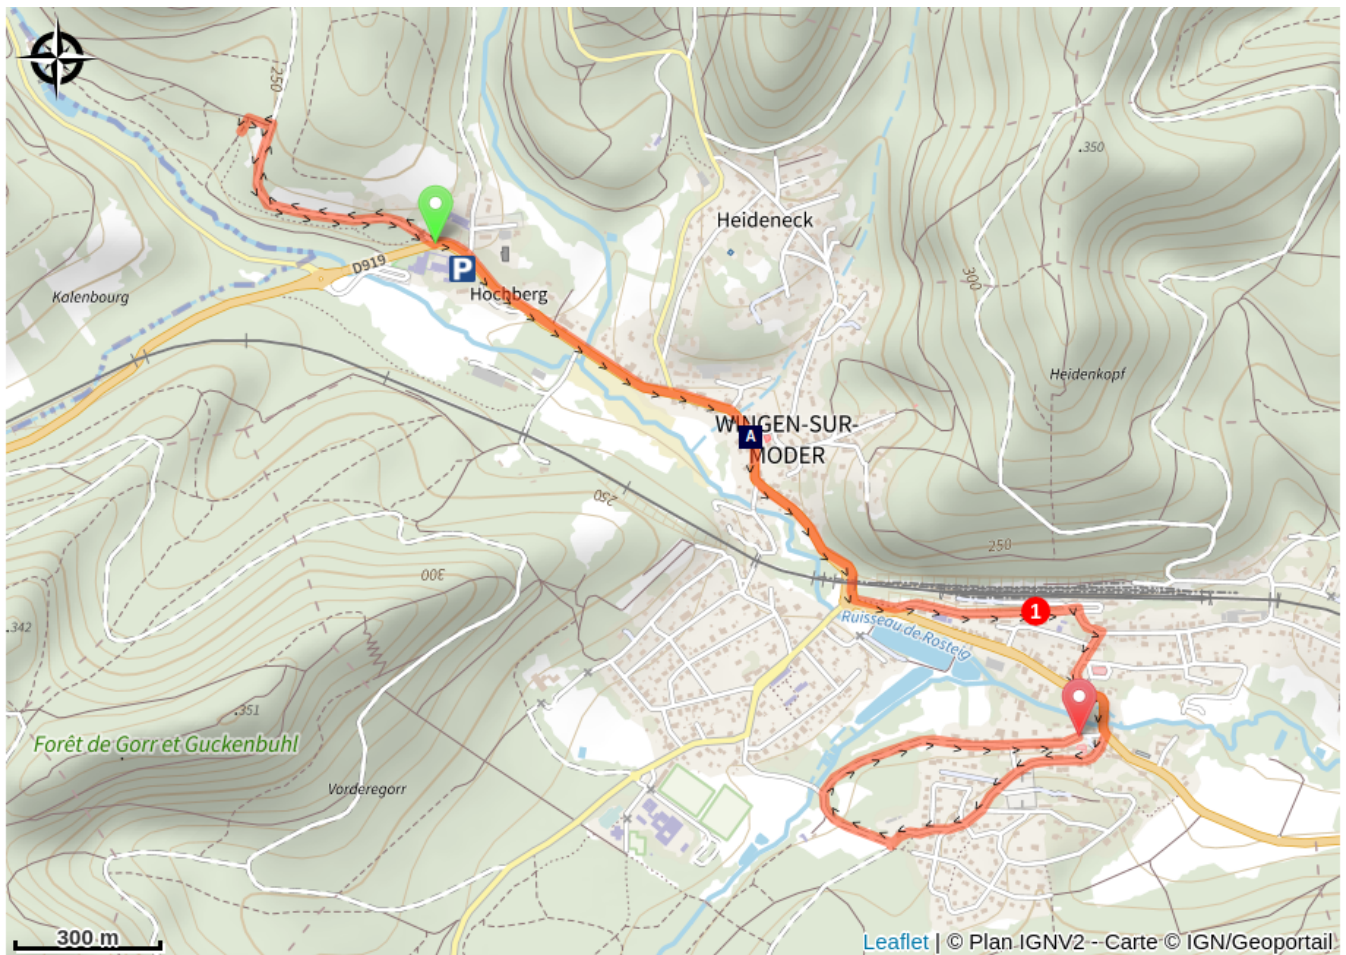 250
.350
Heideneck
D919
P
Hochberg
Kalenbourg
300
Heidenkopf
WINGEN-SUR-
A
MODER
250
250
300
1
Ruisseau de Rosteig
.342
.351
Forêt de Gorr et Guckenbuhl
Vorderegorr
300 m
Leaflet | © Plan IGNV2 - Carte © IGN/Geoportail